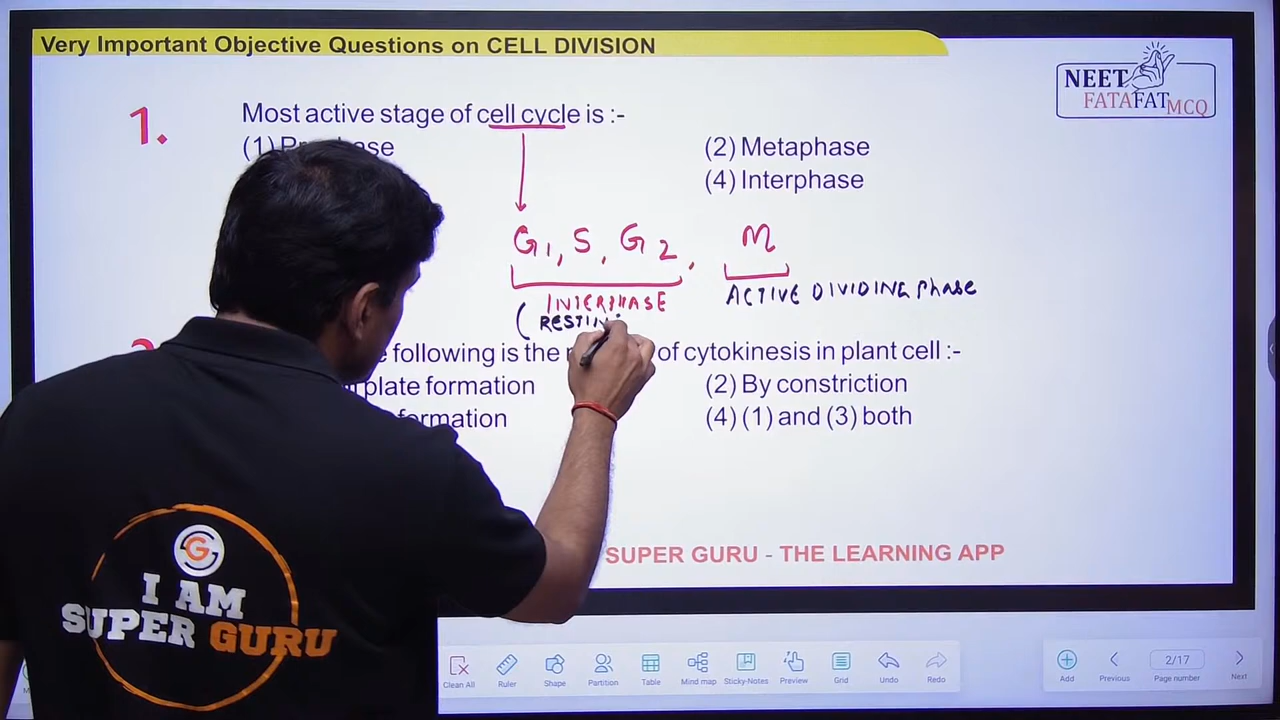 Very Important Objective Questions on CELL DIVISION
NEET
FATAFAT MCQ
1. Most active stage of cell cycle is :-
(2) Metaphase
(4) Interphase
G1, S, G2, M
INTERPHASE
ACTIVE DIVIDING Phase
(
following is the of cytokinesis in plant cell :-
plate formation (2) By constriction
(4) (1) and (3) both
SUPER GURU - THE LEARNING APP
G
I AM
SUPER GURU
Clean All Ruler Shape Partition Table Mind map Sticky-Notes Preview Grid Undo Redo
Add Previous 2/17 Page number Next